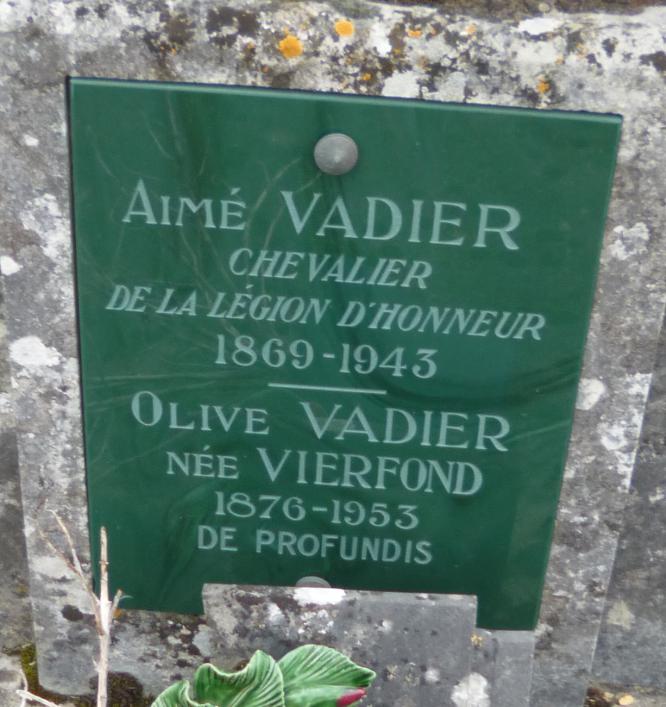 AIMÉ VADIER
CHEVALIER
DE LA LÉGION D'HONNEUR
1869-1943
OLIVE VADIER
NÉE VIERFOND
1876-1953
DE PROFUNDIS